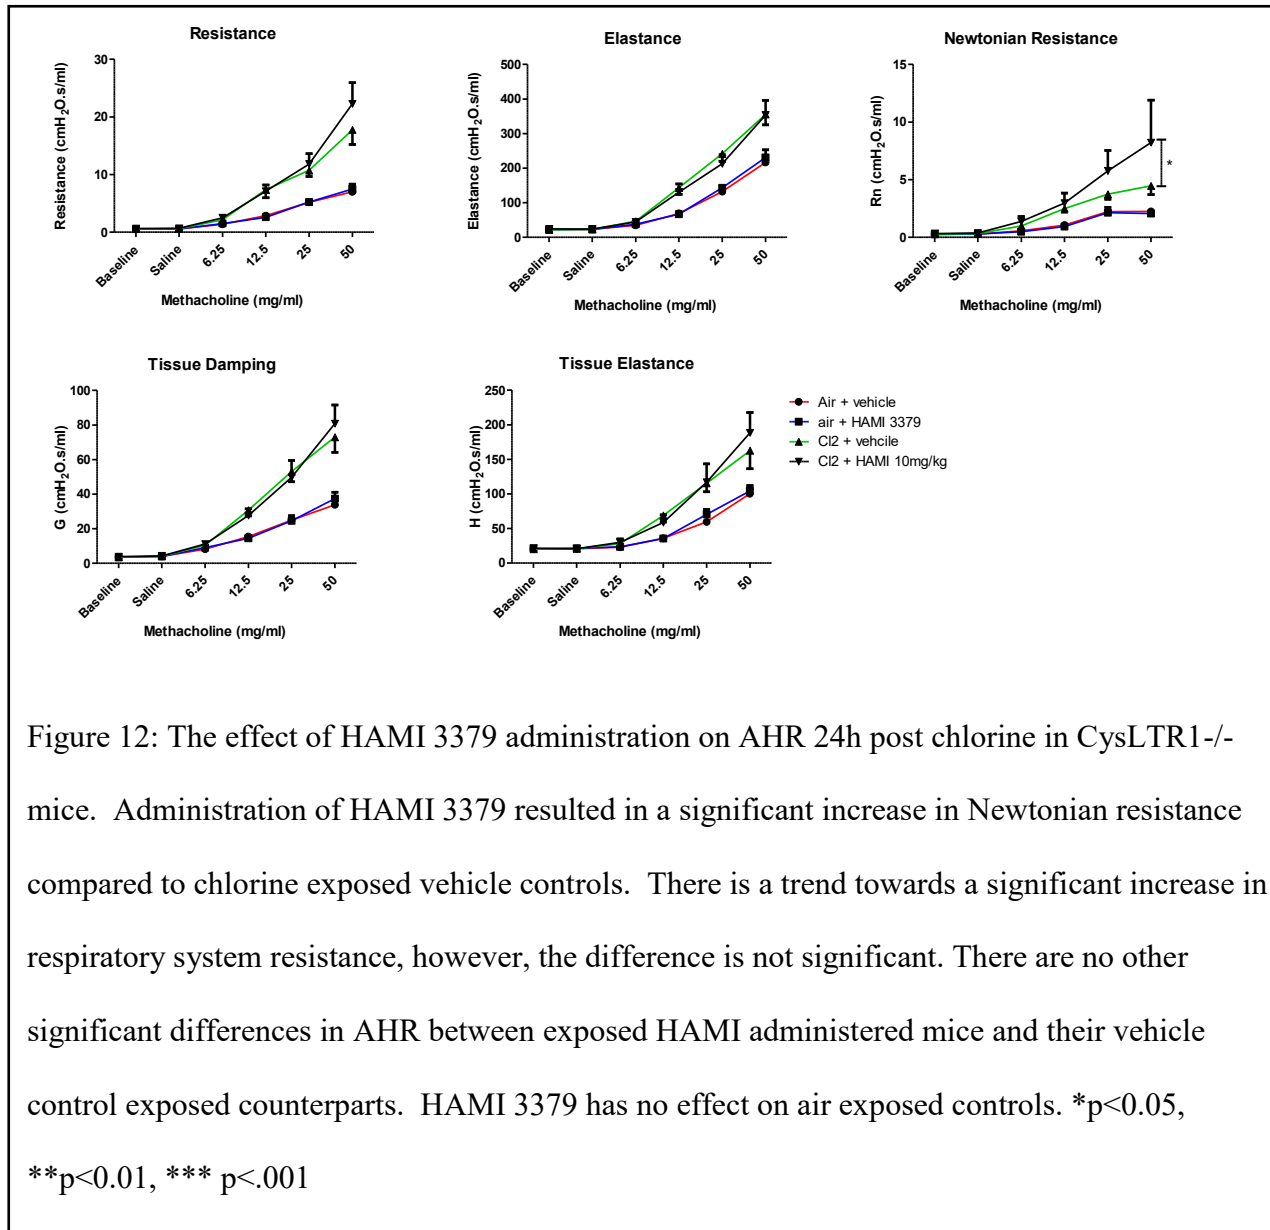 Resistance
Resistance (cmH2O.s/ml)
30
20
10
0
Baseline
Saline
6.25
12.5
25
50
Methacholine (mg/ml)
Elastance
Elastance (cmH2O.s/ml)
500
400
300
200
100
0
Baseline
Saline
6.25
12.5
25
50
Methacholine (mg/ml)
Newtonian Resistance
Rn (cmH2O.s/ml)
15
10
5
0
*
Baseline
Saline
6.25
12.5
25
50
Methacholine (mg/ml)
Tissue Damping
G (cmH2O.s/ml)
100
80
60
40
20
0
Baseline
Saline
6.25
12.5
25
50
Methacholine (mg/ml)
Tissue Elastance
H (cmH2O.s/ml)
250
200
150
100
50
0
Baseline
Saline
6.25
12.5
25
50
Methacholine (mg/ml)
Air + vehicle
air + HAMI 3379
Cl2 + vehcile
Cl2 + HAMI 10mg/kg
Figure 12: The effect of HAMI 3379 administration on AHR 24h post chlorine in CysLTR1-/-
mice. Administration of HAMI 3379 resulted in a significant increase in Newtonian resistance
compared to chlorine exposed vehicle controls. There is a trend towards a significant increase in
respiratory system resistance, however, the difference is not significant. There are no other
significant differences in AHR between exposed HAMI administered mice and their vehicle
control exposed counterparts. HAMI 3379 has no effect on air exposed controls. *p<0.05,
**p<0.01, *** p<.001